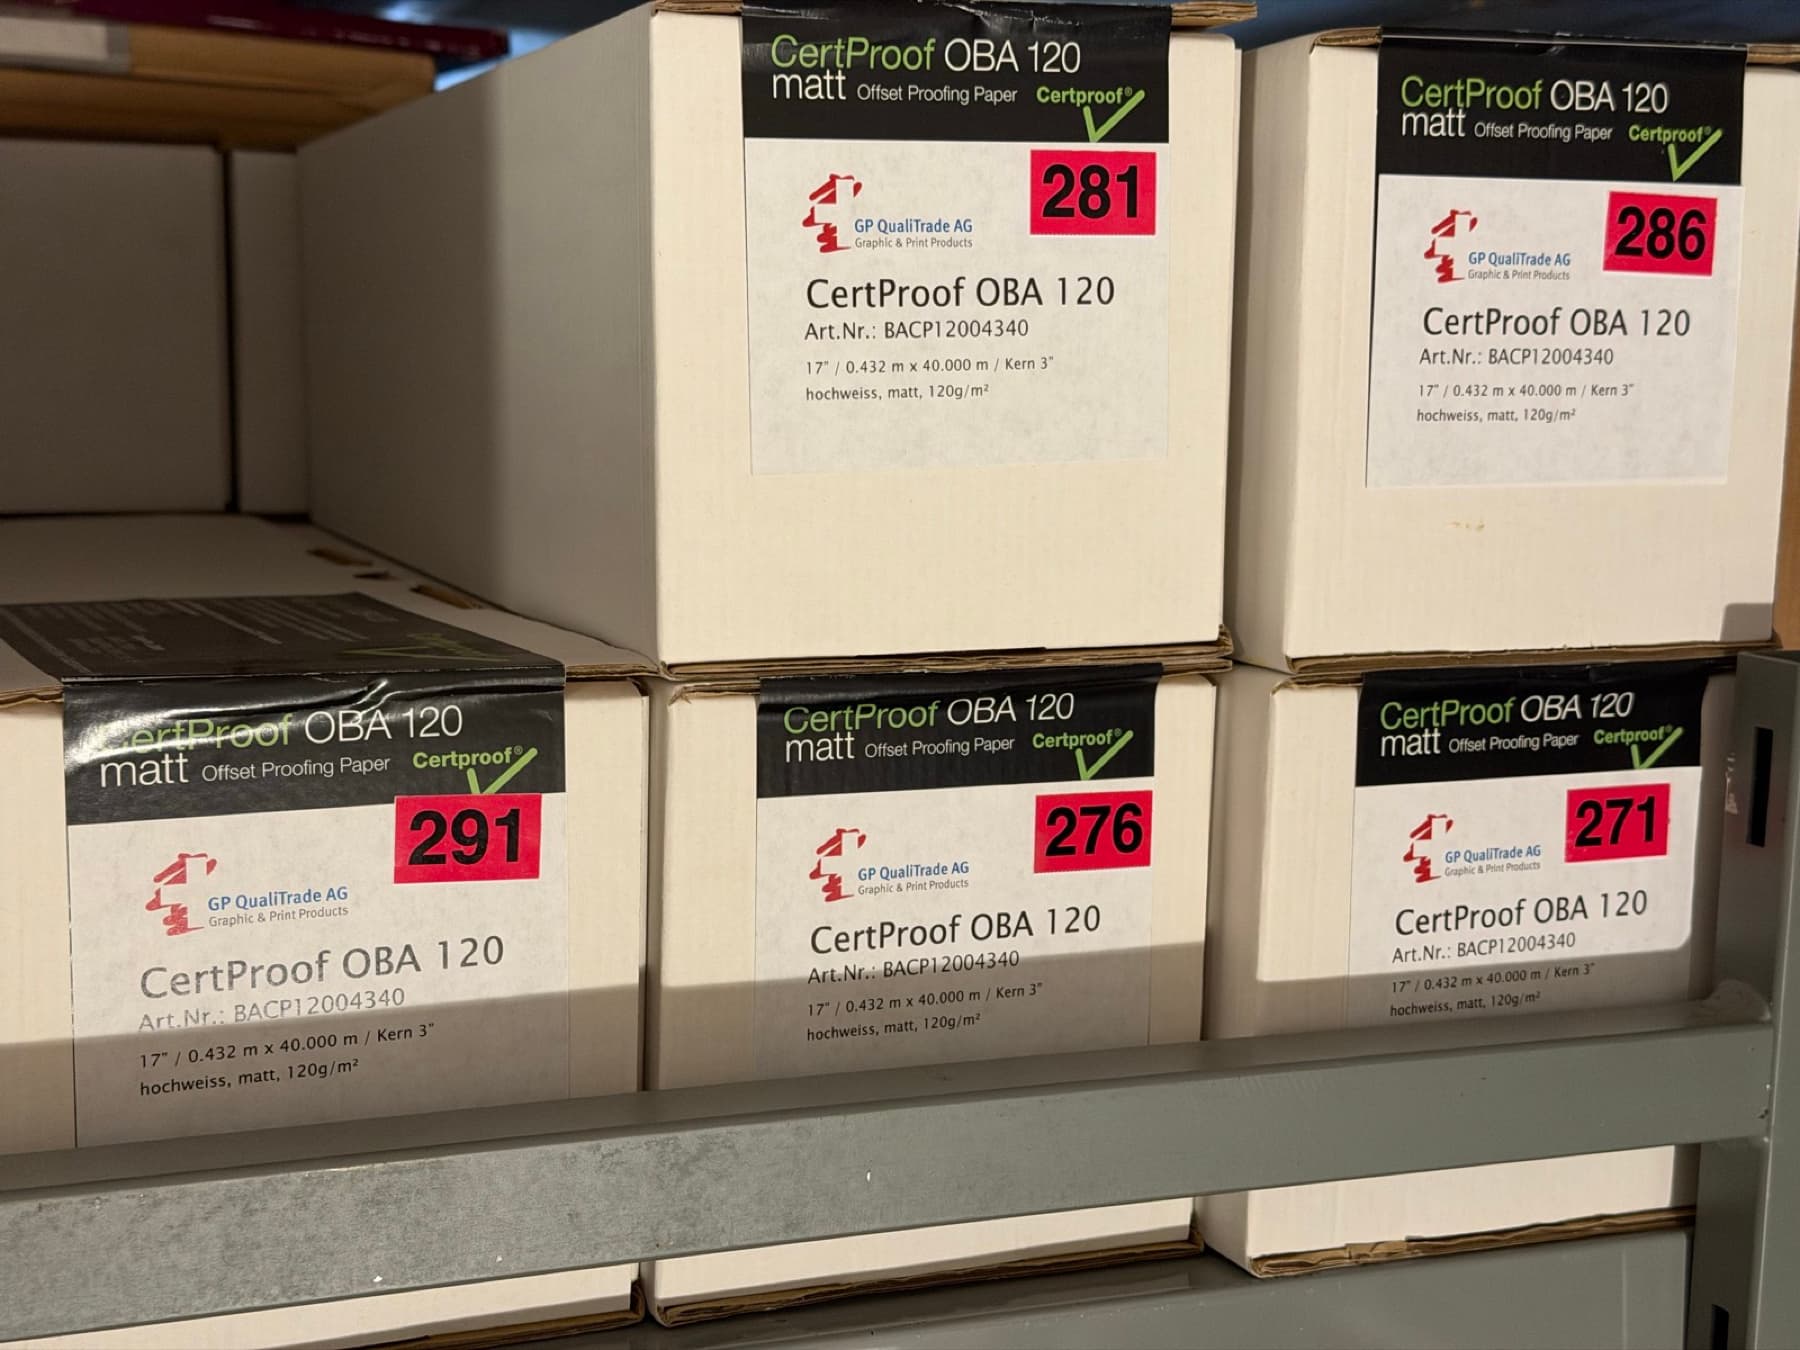 CertProof OBA 120
matt Offset Proofing Paper Certproof®
281
GP QualiTrade AG
Graphic & Print Products
CertProof OBA 120
Art.Nr.: BACP12004340
17" / 0.432 m x 40.000 m / Kern 3"
hochweiss, matt, 120g/m²
CertProof OBA 120
matt Offset Proofing Paper Certproof®
286
GP QualiTrade AG
Graphic & Print Products
CertProof OBA 120
Art.Nr.: BACP12004340
17" / 0.432 m x 40.000 m / Kern 3"
hochweiss, matt, 120g/m²
CertProof OBA 120
matt Offset Proofing Paper Certproof®
291
GP QualiTrade AG
Graphic & Print Products
CertProof OBA 120
Art.Nr.: BACP12004340
17" / 0.432 m x 40.000 m / Kern 3"
hochweiss, matt, 120g/m²
CertProof OBA 120
matt Offset Proofing Paper Certproof®
276
GP QualiTrade AG
Graphic & Print Products
CertProof OBA 120
Art.Nr.: BACP12004340
17" / 0.432 m x 40.000 m / Kern 3"
hochweiss, matt, 120g/m²
CertProof OBA 120
matt Offset Proofing Paper Certproof®
271
GP QualiTrade AG
Graphic & Print Products
CertProof OBA 120
Art.Nr.: BACP12004340
17" / 0.432 m x 40.000 m / Kern 3"
hochweiss, matt, 120g/m²